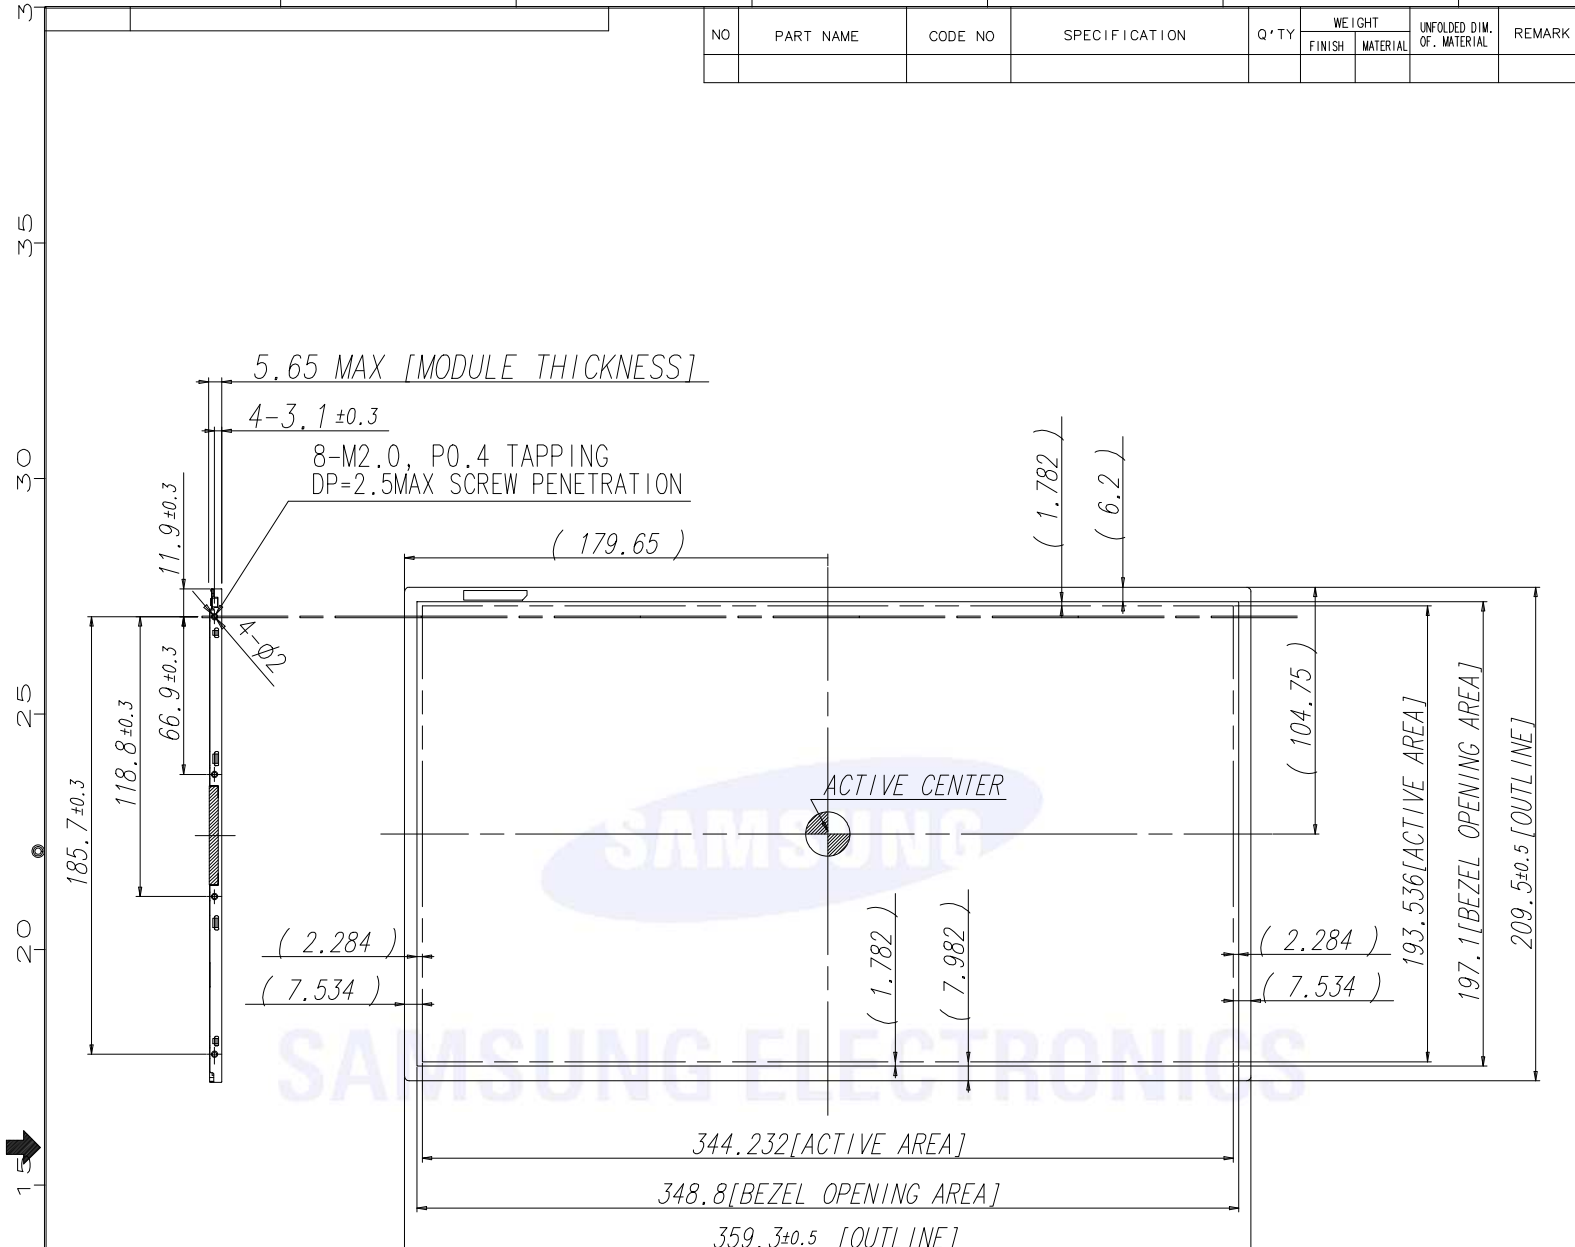 NO PART NAME CODE NO SPECIFICATION Q'TY WEIGHT UNFOLDED DIM. REMARK
FINISH MATERIAL OF. MATERIAL
35
30
25
20
15
5.65 MAX [MODULE THICKNESS]
4-3.1±0.3
8-M2.0, P0.4 TAPPING
DP=2.5MAX SCREW PENETRATION
11.9±0.3
( 179.65 )
( 1.782 )
( 6.2 )
4-Ø2
66.9±0.3
118.8±0.3
185.7±0.3
( 104.75 )
193.536[ACTIVE AREA]
197.1[BEZEL OPENING AREA]
209.5±0.5 [OUTLINE]
ACTIVE CENTER
SAMSUNG
( 2.284 )
( 7.534 )
( 1.782 )
( 7.982 )
( 2.284 )
( 7.534 )
SAMSUNG ELECTRONICS
344.232[ACTIVE AREA]
348.8[BEZEL OPENING AREA]
359.3±0.5 [OUTLINE]